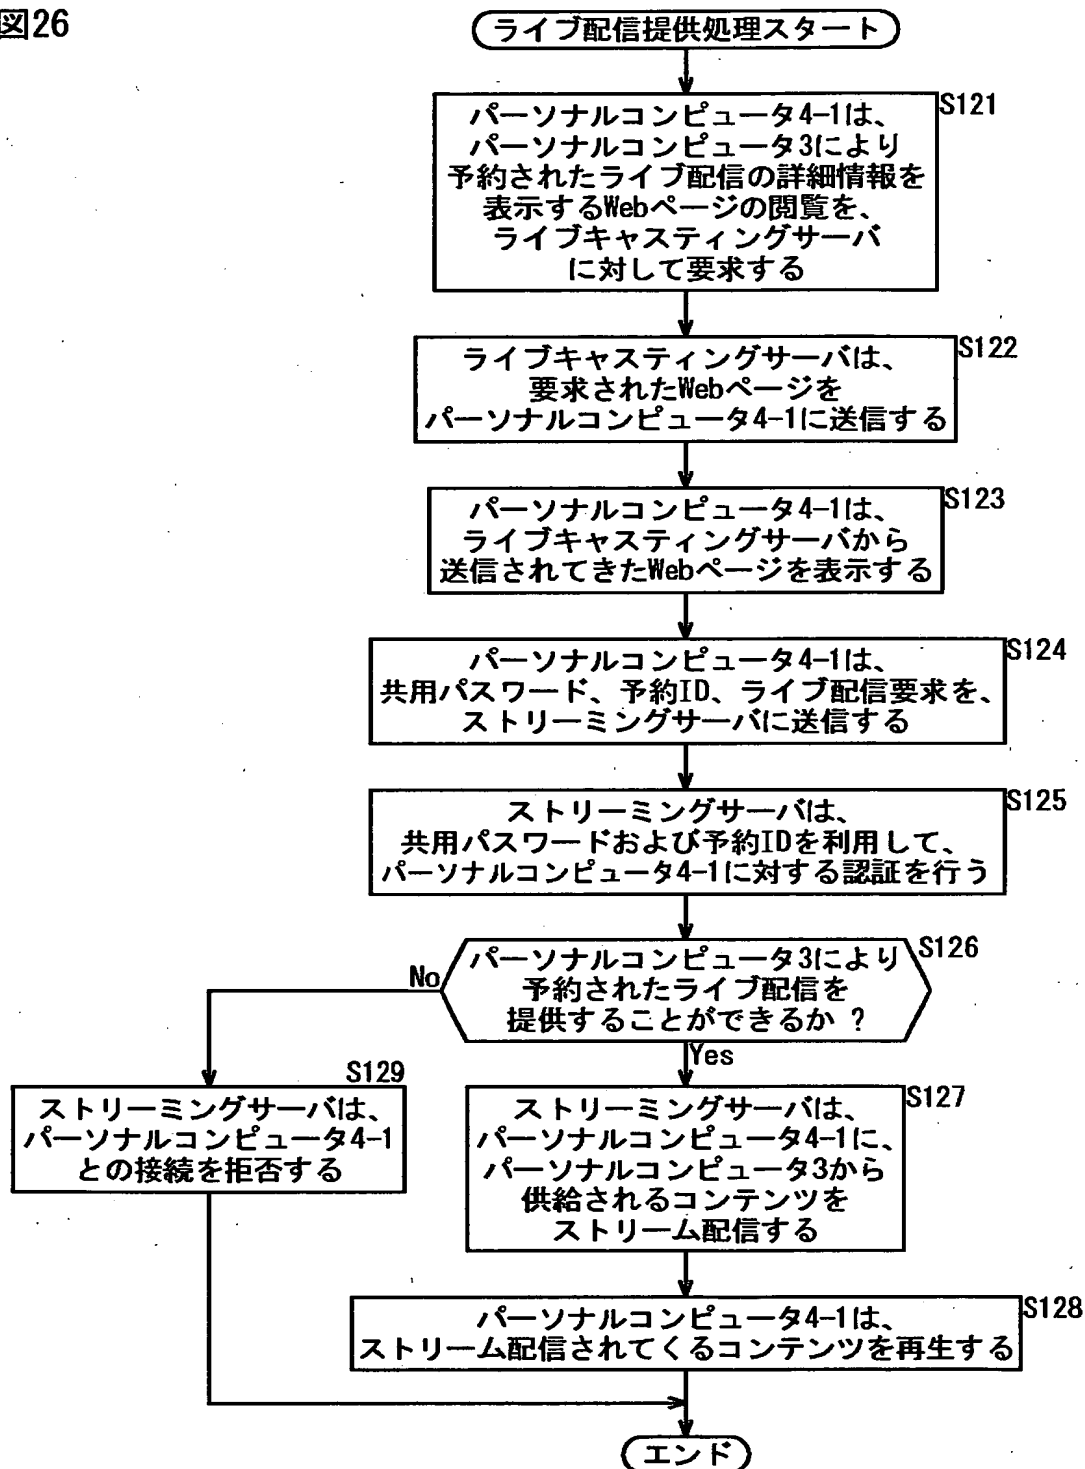 図26
ライブ配信提供処理スタート
S121
パーソナルコンピュータ4-1は、
パーソナルコンピュータ3により
予約されたライブ配信の詳細情報を
表示するWebページの閲覧を、
ライブキャスティングサーバ
に対して要求する
S122
ライブキャスティングサーバは、
要求されたWebページを
パーソナルコンピュータ4-1に送信する
S123
パーソナルコンピュータ4-1は、
ライブキャスティングサーバから
送信されてきたWebページを表示する
S124
パーソナルコンピュータ4-1は、
共用パスワード、予約ID、ライブ配信要求を、
ストリーミングサーバに送信する
S125
ストリーミングサーバは、
共用パスワードおよび予約IDを利用して、
パーソナルコンピュータ4-1に対する認証を行う
S126
パーソナルコンピュータ3により
予約されたライブ配信を
提供することができるか ?
No
Yes
S129
ストリーミングサーバは、
パーソナルコンピュータ4-1
との接続を拒否する
S127
ストリーミングサーバは、
パーソナルコンピュータ4-1に、
パーソナルコンピュータ3から
供給されるコンテンツを
ストリーム配信する
S128
パーソナルコンピュータ4-1は、
ストリーム配信されてくるコンテンツを再生する
エンド